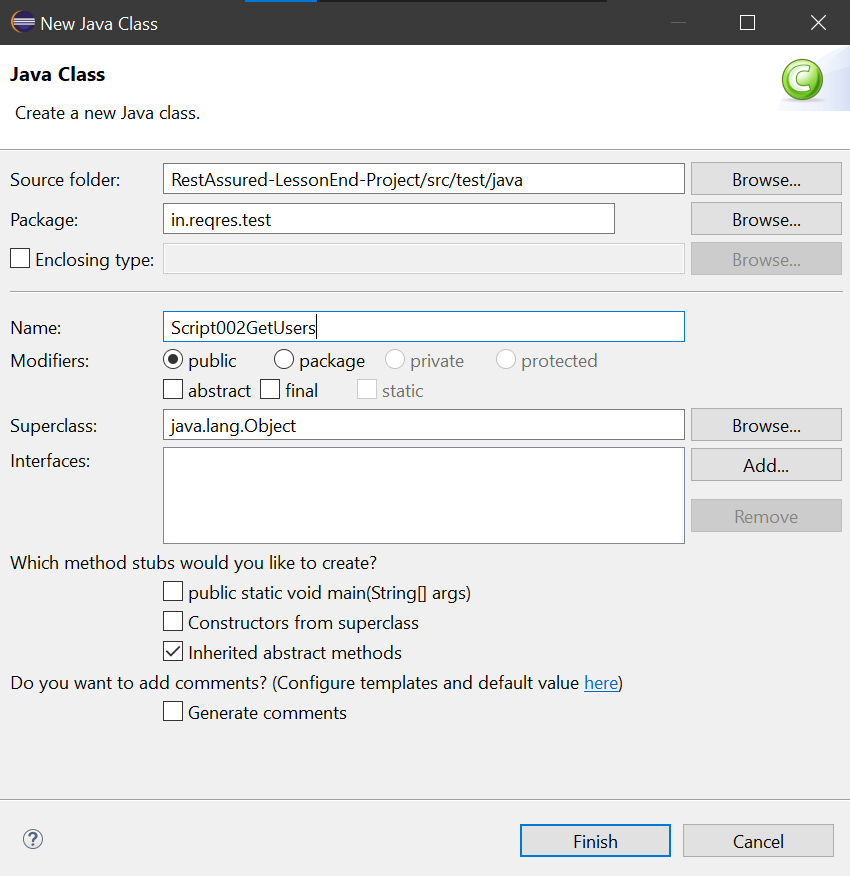 New Java Class
Java Class
Create a new Java class.
Source folder: RestAssured-LessonEnd-Project/src/test/java Browse...
Package: in.reqres.test Browse...
Enclosing type: Browse...
Name: Script002GetUsers
Modifiers: public package private protected
abstract final static
Superclass: java.lang.Object Browse...
Interfaces: Add...
Remove
Which method stubs would you like to create?
public static void main(String[] args)
Constructors from superclass
Inherited abstract methods
Do you want to add comments? (Configure templates and default value here)
Generate comments
? Finish Cancel